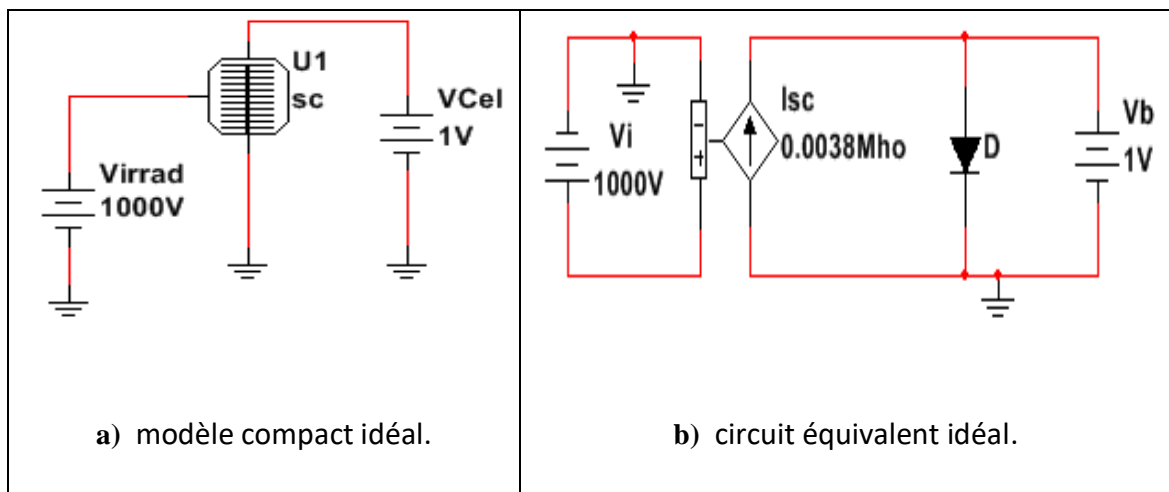 U1
sc
VCel
1V
Virrad
1000V
a) modèle compact idéal.
Isc
0.0038Mho
Vi
1000V
D
Vb
1V
b) circuit équivalent idéal.